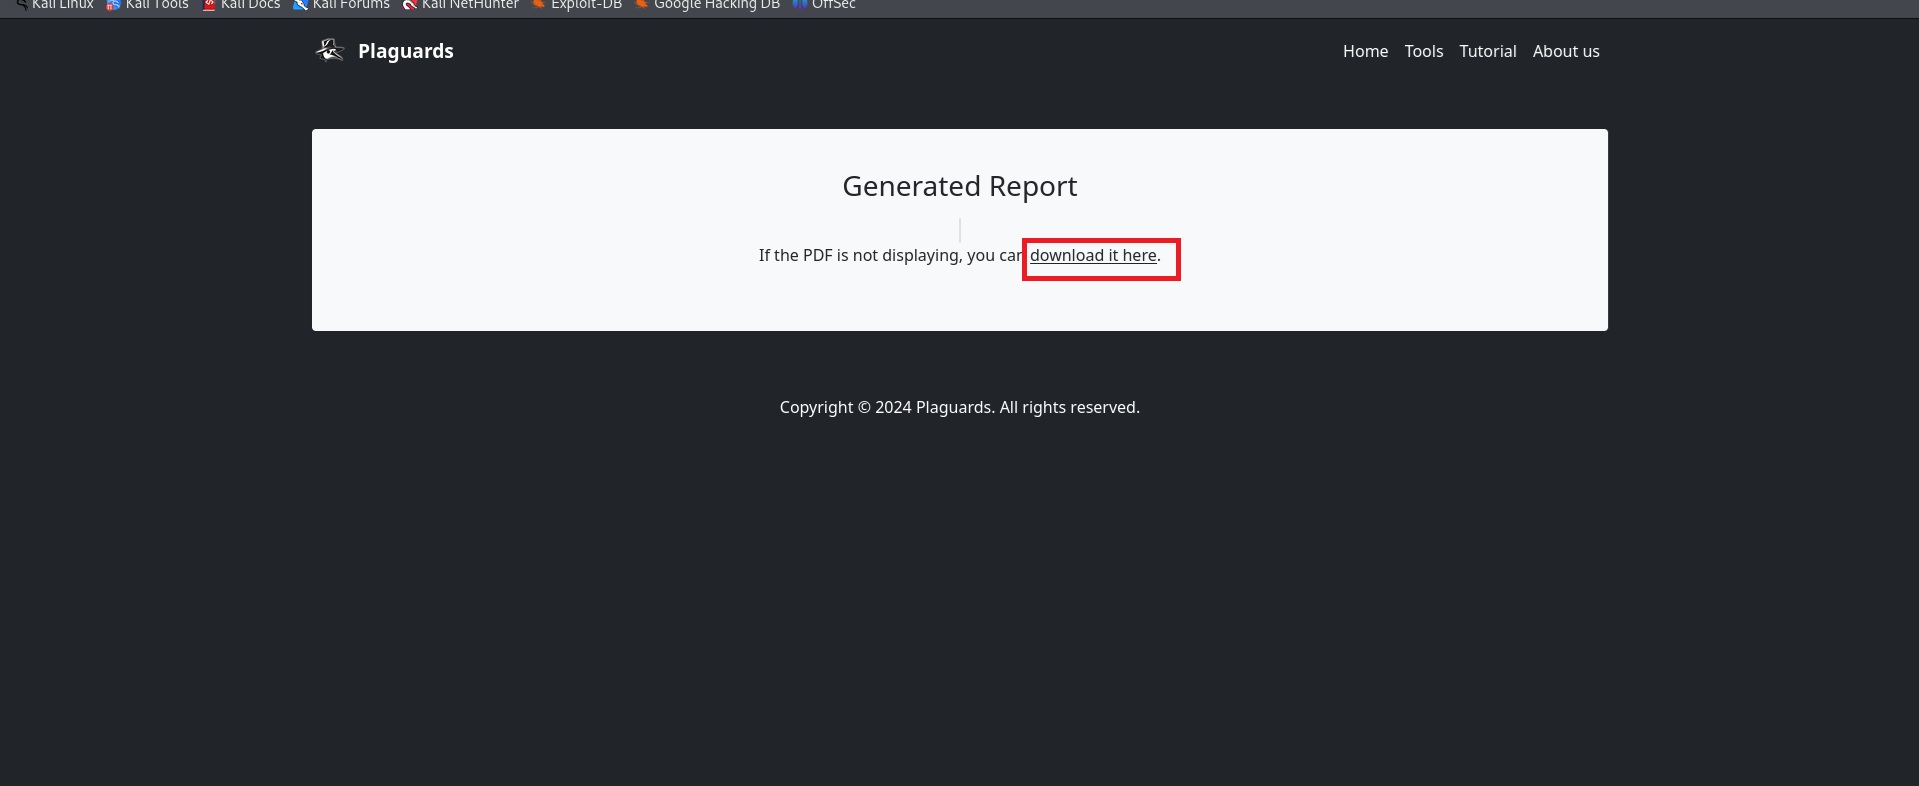 Kali Linux Kali Tools Kali Docs Kali Forums Kali NetHunter Exploit-DB Google Hacking DB OffSec
Plaguards Home Tools Tutorial About us
Generated Report
If the PDF is not displaying, you can download it here.
Copyright © 2024 Plaguards. All rights reserved.